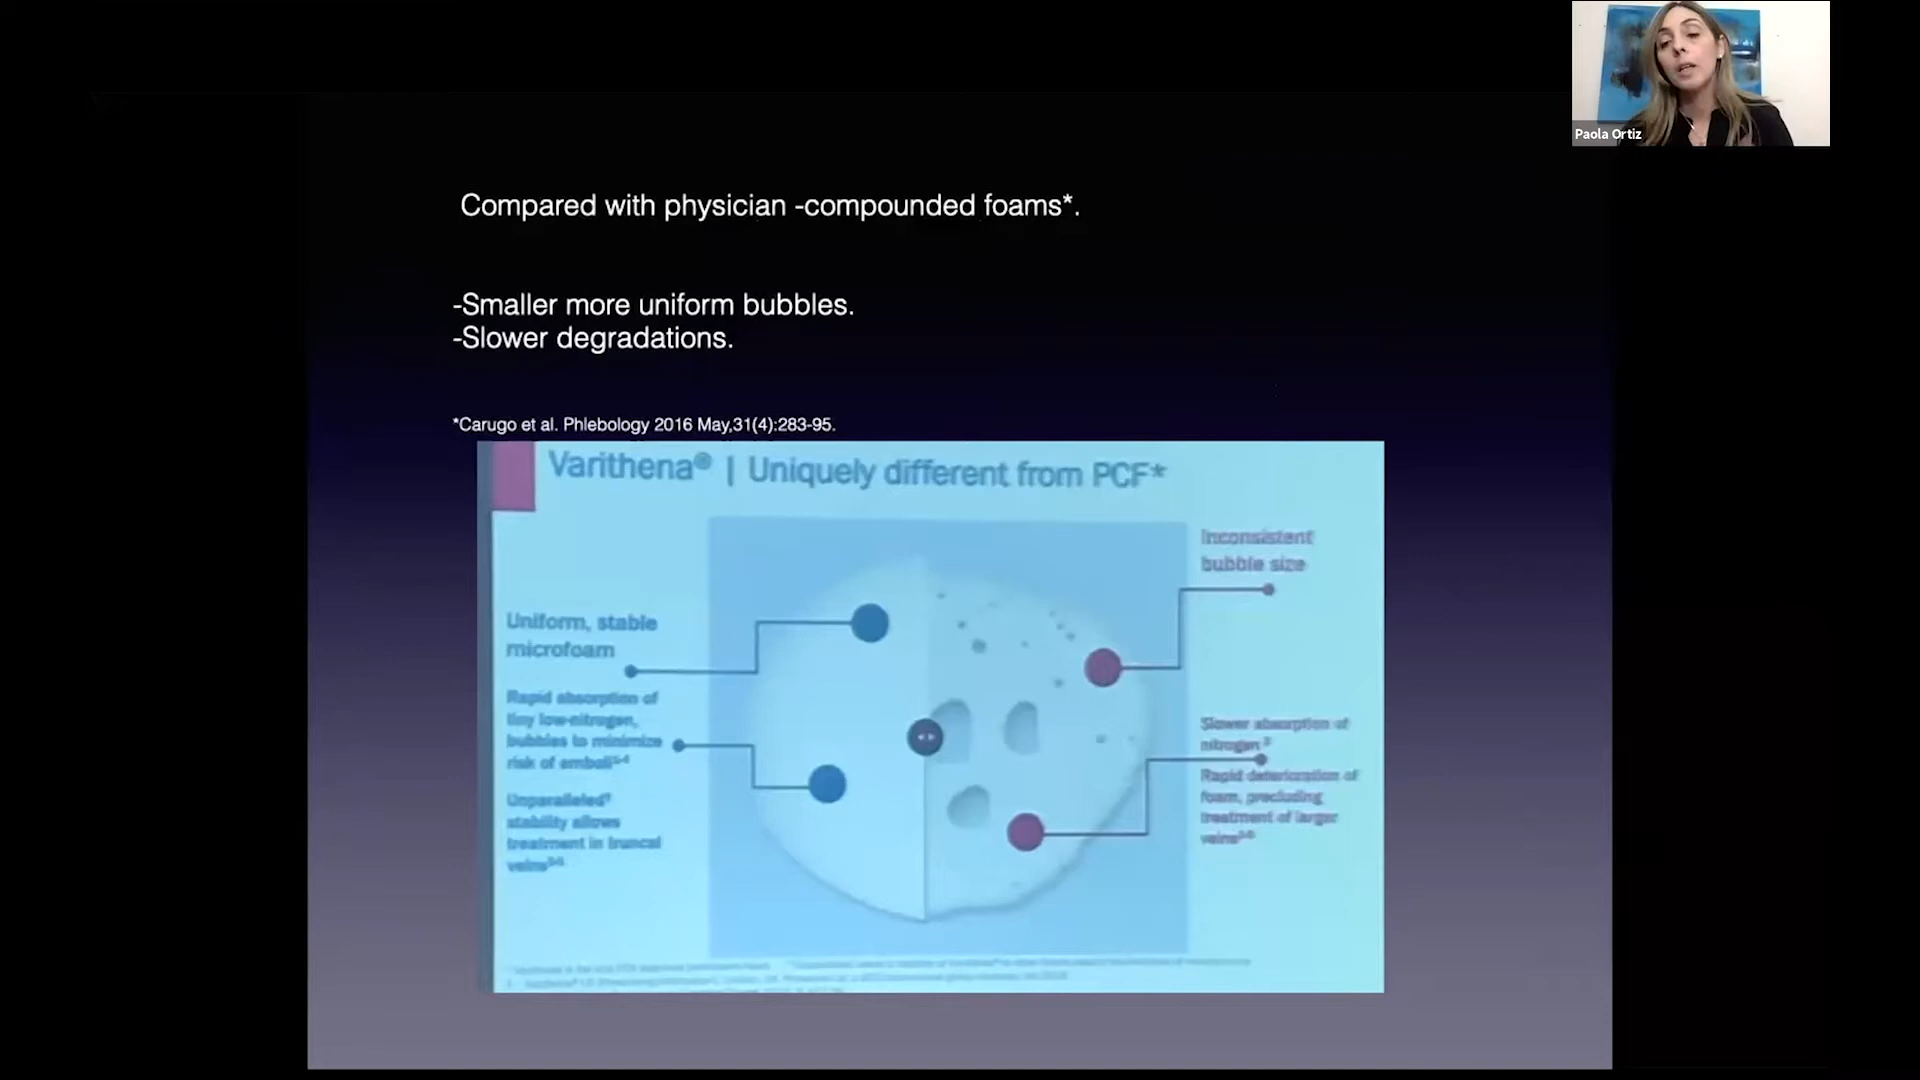 Paola Ortiz
Compared with physician -compounded foams*.
-Smaller more uniform bubbles.
-Slower degradations.
*Carugo et al. Phlebology 2016 May,31(4):283-95.
Varithena® | Uniquely different from PCF*
Uniform, stable
microfoam
Rapid absorption of
tiny low-nitrogen,
bubbles to minimize
risk of emboli
Unparalleled
stability allows
treatment in truncal
veins
Inconsistent
bubble size
Slower absorption of
nitrogen
Rapid deterioration of
foam, precluding
treatment of larger
veins